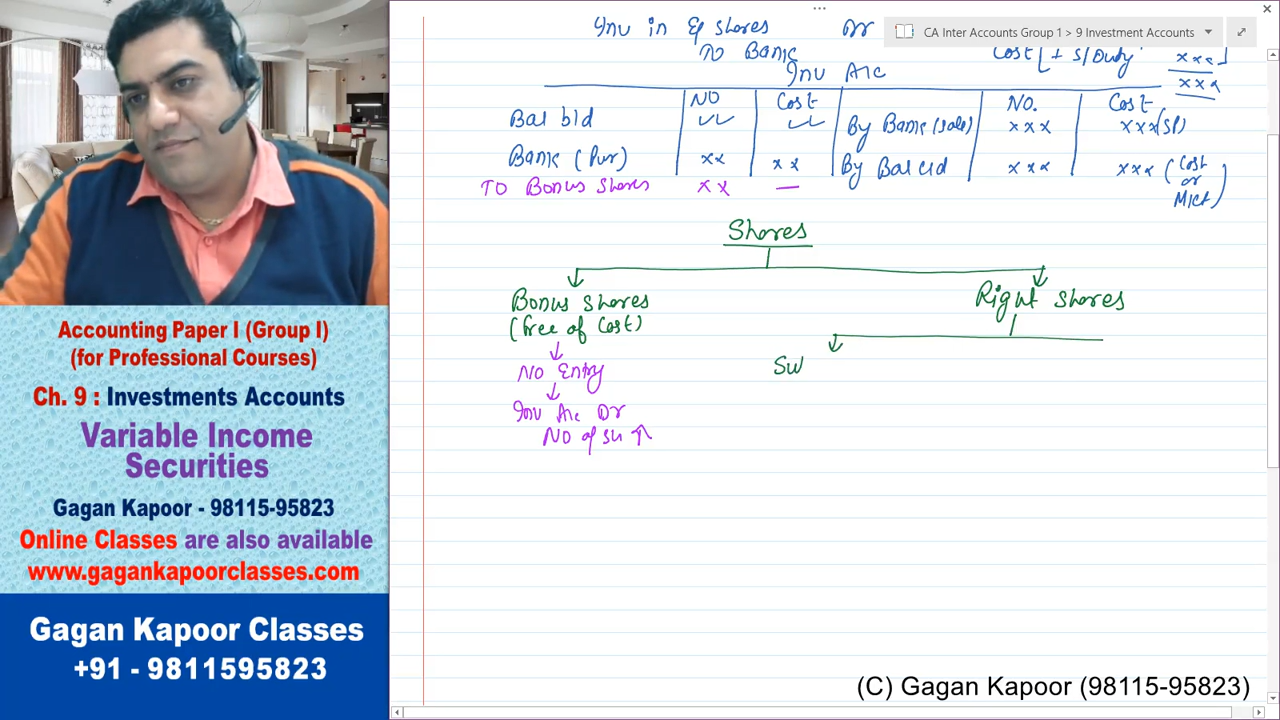 Accounting Paper I (Group I)
(for Professional Courses)
Ch. 9 : Investments Accounts
Variable Income
Securities
Gagan Kapoor - 98115-95823
Online Classes are also available
www.gagankapoorclasses.com
Gagan Kapoor Classes
+91 - 9811595823
CA Inter Accounts Group 1 > 9 Investment Accounts
Inv in Eq Shares Dr
To Bank
Cost [± S/Duty
xxx]
xxx
Inv A/c
NO Cost NO. Cost
Bal b/d ✓✓ ✓✓ By Bank (Sale) xxx xxx (SP)
Bank (Pur) xx xx By Bal c/d xxx xxx (Cost or Mkt)
TO Bonus Shares xx —
Shares
Bonus Shares
(Free of Cost)
NO Entry
Inv A/c Dr
NO of SH ↑
Right Shares
SU
(C) Gagan Kapoor (98115-95823)